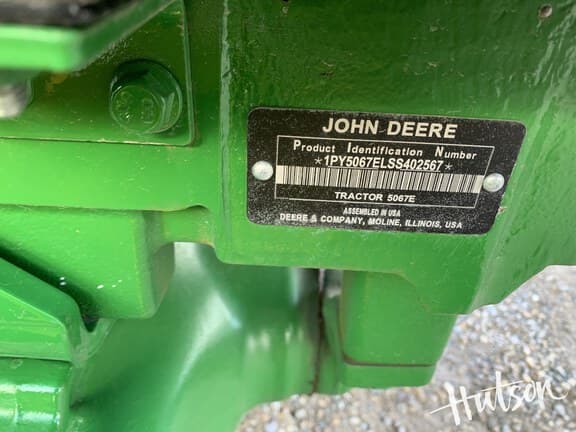 JOHN DEERE
Product Identification Number
*1PY5067ELSS402567*
TRACTOR 5067E
ASSEMBLED IN USA
DEERE & COMPANY, MOLINE, ILLINOIS, USA
Hutson